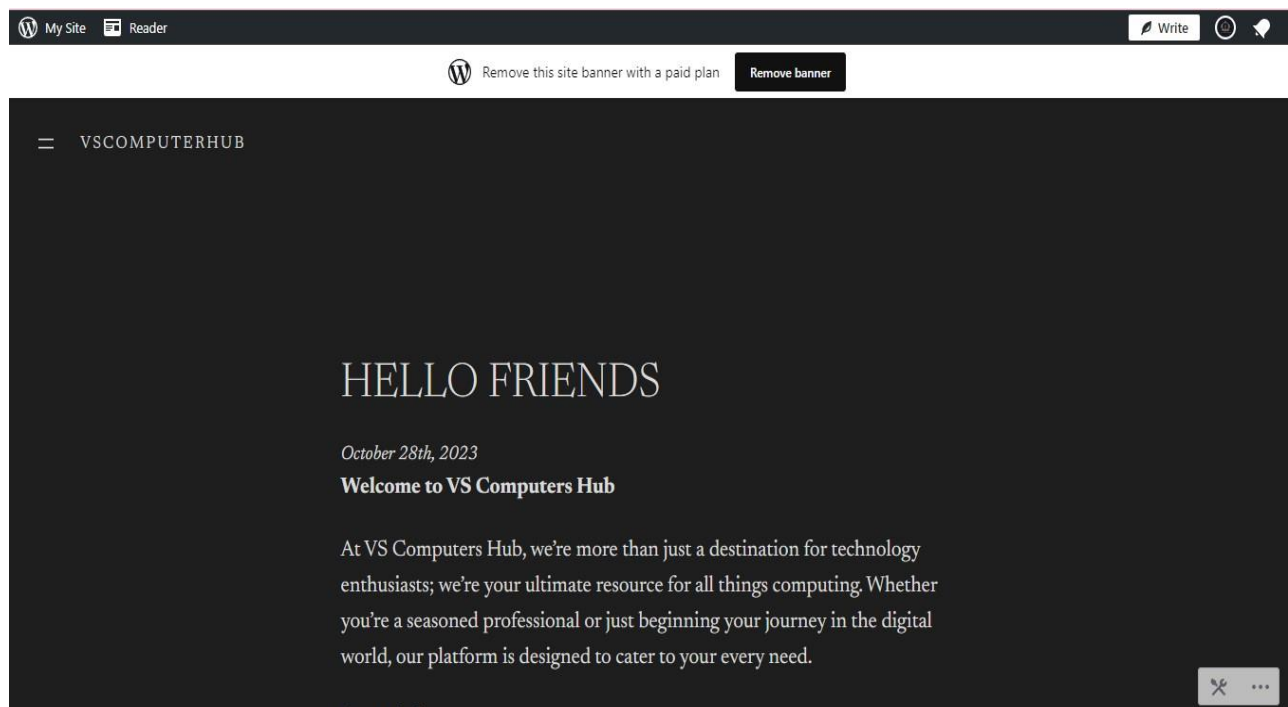 My Site Reader Write
Remove this site banner with a paid plan Remove banner
VSCOMPUTERHUB
HELLO FRIENDS
October 28th, 2023
Welcome to VS Computers Hub
At VS Computers Hub, we’re more than just a destination for technology
enthusiasts; we’re your ultimate resource for all things computing. Whether
you’re a seasoned professional or just beginning your journey in the digital
world, our platform is designed to cater to your every need.